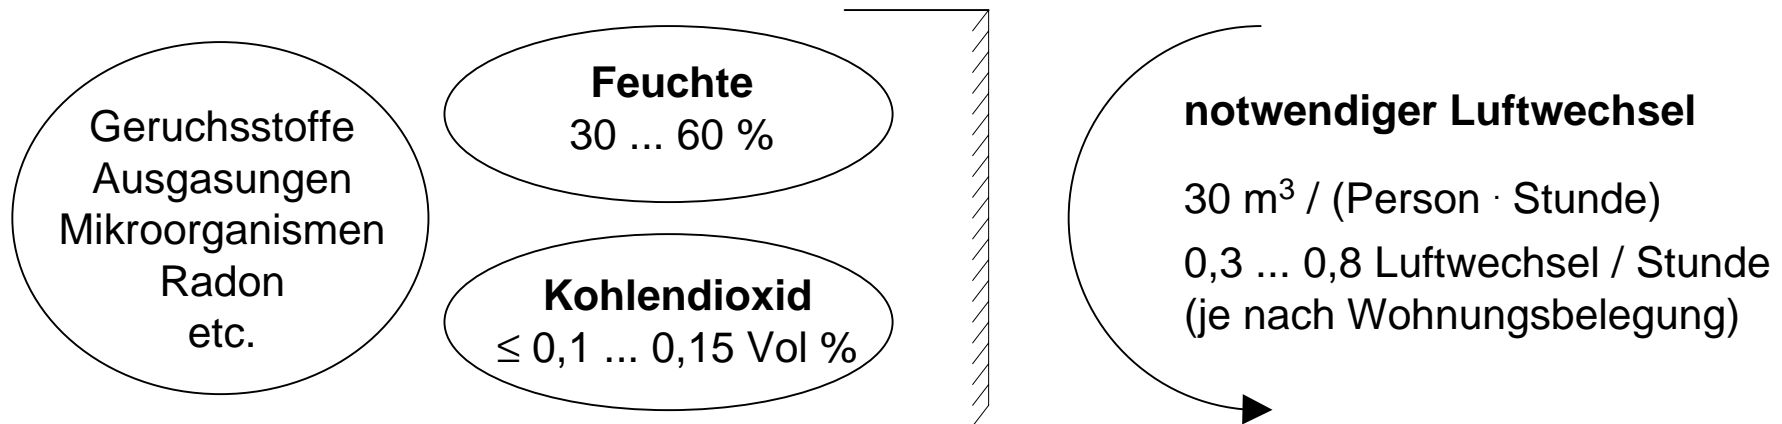 Geruchsstoffe
Ausgasungen
Mikroorganismen
Radon
etc.
Feuchte
30 ... 60 %
Kohlendioxid
≤ 0,1 ... 0,15 Vol %
notwendiger Luftwechsel
30 m³ / (Person · Stunde)
0,3 ... 0,8 Luftwechsel / Stunde
(je nach Wohnungsbelegung)